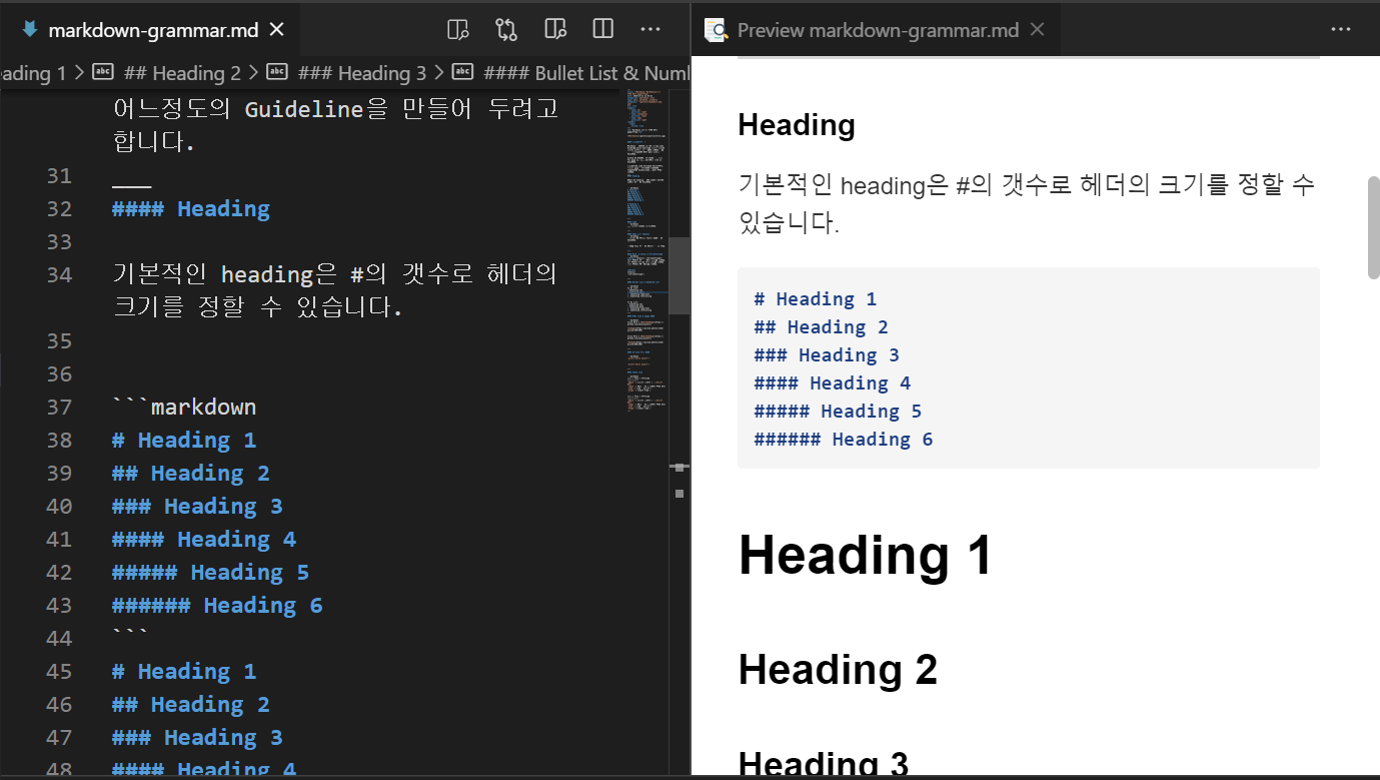 markdown-grammar.md
Preview markdown-grammar.md
eading 1 > ## Heading 2 > ### Heading 3 > #### Bullet List & Num
어느정도의 Guideline을 만들어 두려고
합니다.
31 ___
32 #### Heading
33
34 기본적인 heading은 #의 갯수로 헤더의
크기를 정할 수 있습니다.
35
36
37 ```markdown
38 # Heading 1
39 ## Heading 2
40 ### Heading 3
41 #### Heading 4
42 ##### Heading 5
43 ###### Heading 6
44 ```
45 # Heading 1
46 ## Heading 2
47 ### Heading 3
48 #### Heading 4
Heading
기본적인 heading은 #의 갯수로 헤더의 크기를 정할 수
있습니다.
# Heading 1
## Heading 2
### Heading 3
#### Heading 4
##### Heading 5
###### Heading 6
Heading 1
Heading 2
Heading 3